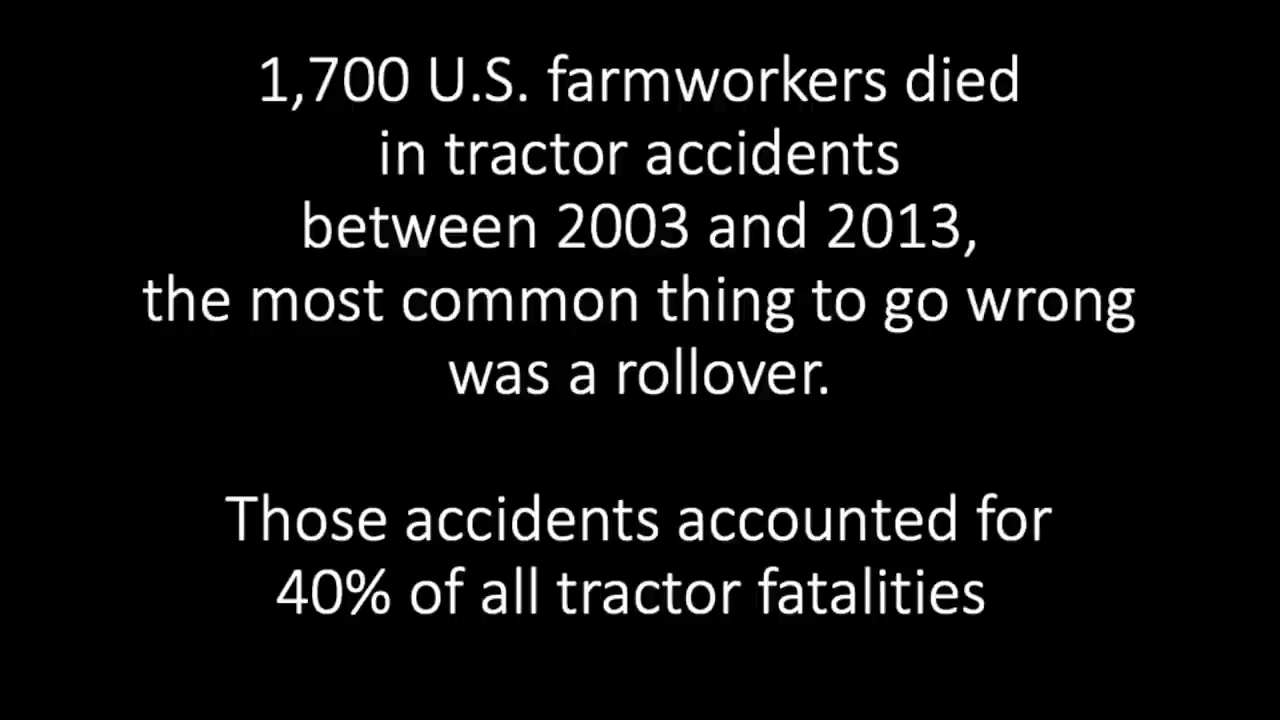 1,700 U.S. farmworkers died
in tractor accidents
between 2003 and 2013,
the most common thing to go wrong
was a rollover.
Those accidents accounted for
40% of all tractor fatalities